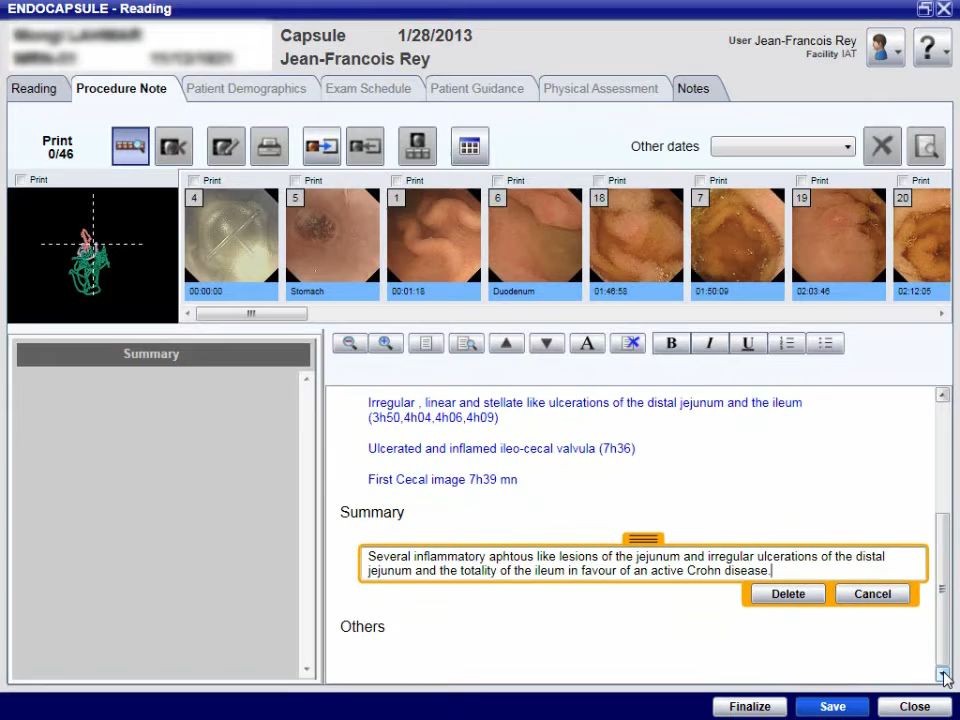 ENDOCAPSULE - Reading
Capsule 1/28/2013
Jean-Francois Rey
User Jean-Francois Rey
Facility IAT
?
Reading
Procedure Note
Patient Demographics
Exam Schedule
Patient Guidance
Physical Assessment
Notes
Print
0/46
Other dates
Print
Print Print Print Print Print Print Print Print
4 5 1 6 18 7 19 20
00:00:00 Stomach 00:01:18 Duodenum 01:46:58 01:50:09 02:03:46 02:12:05
Summary
A B I U
Irregular , linear and stellate like ulcerations of the distal jejunum and the ileum
(3h50,4h04,4h06,4h09)
Ulcerated and inflamed ileo-cecal valvula (7h36)
First Cecal image 7h39 mn
Summary
Several inflammatory aphtous like lesions of the jejunum and irregular ulcerations of the distal
jejunum and the totality of the ileum in favour of an active Crohn disease.
Delete Cancel
Others
Finalize Save Close